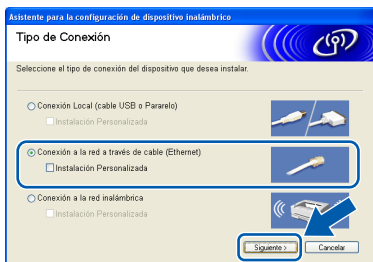 Asistente para la configuración de dispositivo inalámbrico
Tipo de Conexión
Seleccione el tipo de conexión del dispositivo que desea instalar.
Conexión Local (cable USB o Pararelo)
Instalación Personalizada
Conexión a la red a través de cable (Ethernet)
Instalación Personalizada
Conexión a la red inalámbrica
Instalación Personalizada
Siguiente >
Cancelar